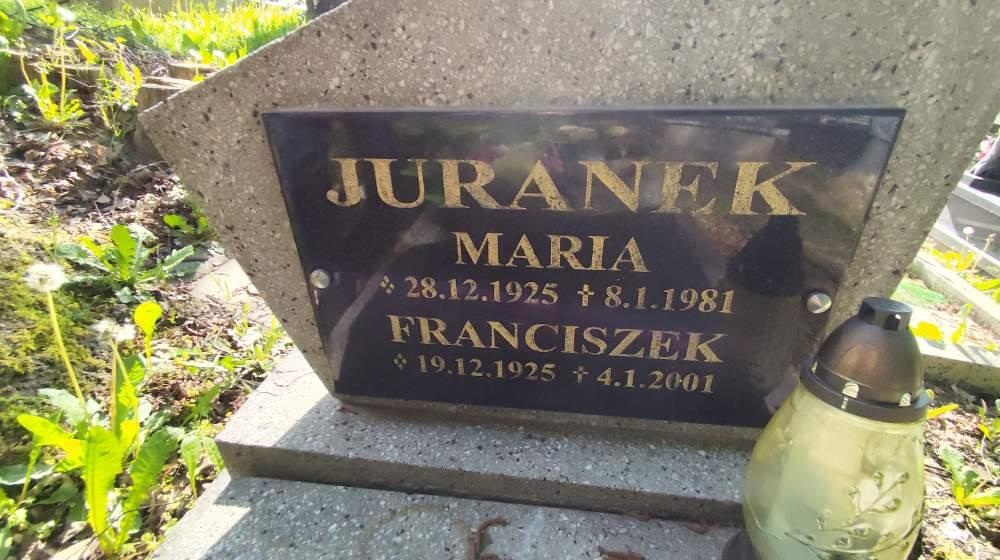 JURANEK
MARIA
28.12.1925 † 8.1.1981
FRANCISZEK
19.12.1925 † 4.1.2001